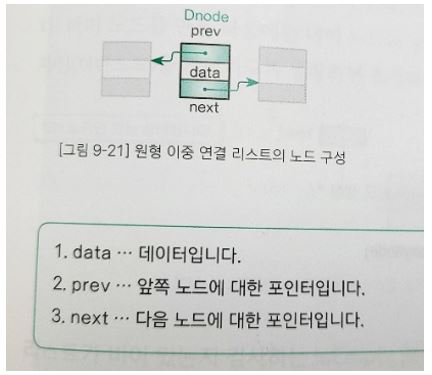 Dnode
prev
data
next
[그림 9-21] 원형 이중 연결 리스트의 노드 구성
1. data … 데이터입니다.
2. prev … 앞쪽 노드에 대한 포인터입니다.
3. next … 다음 노드에 대한 포인터입니다.